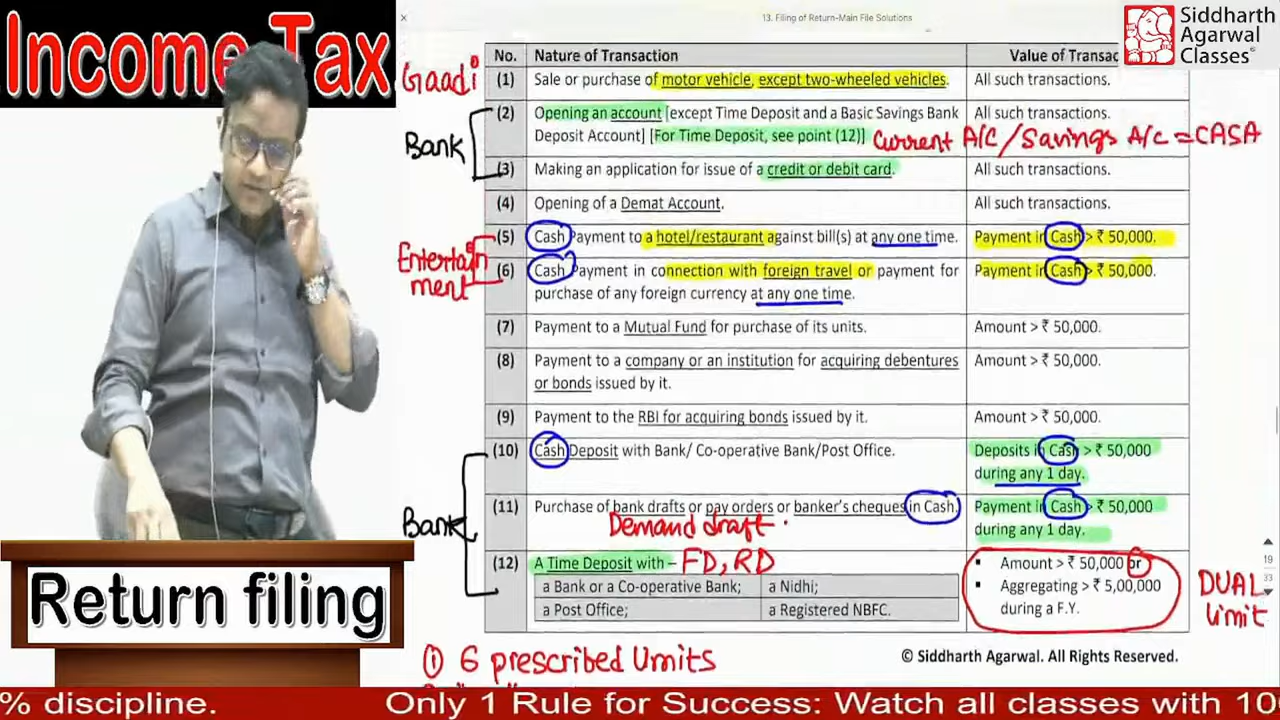 Income Tax
13. Filing of Return-Main File Solutions
Siddharth
Agarwal
Classes
No. Nature of Transaction Value of Transac
Gaadi (1) Sale or purchase of motor vehicle, except two-wheeled vehicles. All such transactions.
(2) Opening an account [except Time Deposit and a Basic Savings Bank All such transactions.
Deposit Account] [For Time Deposit, see point (12)] Current A/C / Savings A/c = CASA
Bank
(3) Making an application for issue of a credit or debit card. All such transactions.
(4) Opening of a Demat Account. All such transactions.
(5) Cash Payment to a hotel/restaurant against bill(s) at any one time. Payment in Cash > ₹ 50,000.
Entertain
ment
(6) Cash Payment in connection with foreign travel or payment for Payment in Cash > ₹ 50,000.
purchase of any foreign currency at any one time.
(7) Payment to a Mutual Fund for purchase of its units. Amount > ₹ 50,000.
(8) Payment to a company or an institution for acquiring debentures Amount > ₹ 50,000.
or bonds issued by it.
(9) Payment to the RBI for acquiring bonds issued by it. Amount > ₹ 50,000.
(10) Cash Deposit with Bank/ Co-operative Bank/Post Office. Deposits in Cash > ₹ 50,000
during any 1 day.
(11) Purchase of bank drafts or pay orders or banker's cheques in Cash. Payment in Cash > ₹ 50,000
Bank Demand draft during any 1 day.
(12) A Time Deposit with – FD, RD ▪ Amount > ₹ 50,000 or
a Bank or a Co-operative Bank; a Nidhi; ▪ Aggregating > ₹ 5,00,000
a Post Office; a Registered NBFC. during a F.Y.
DUAL
limit
19
33
Return filing
① 6 prescribed limits
© Siddharth Agarwal. All Rights Reserved.
% discipline. Only 1 Rule for Success: Watch all classes with 10